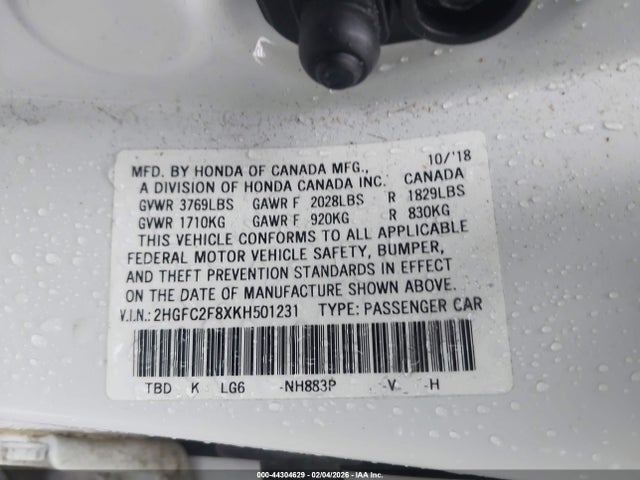 MFD. BY HONDA OF CANADA MFG., 10/'18
A DIVISION OF HONDA CANADA INC. CANADA
GVWR 3769LBS GAWR F 2028LBS R 1829LBS
GVWR 1710KG GAWR F 920KG R 830KG
THIS VEHICLE CONFORMS TO ALL APPLICABLE
FEDERAL MOTOR VEHICLE SAFETY, BUMPER,
AND THEFT PREVENTION STANDARDS IN EFFECT
ON THE DATE OF MANUFACTURE SHOWN ABOVE.
V.I.N.: 2HGFC2F8XKH501231 TYPE: PASSENGER CAR
TBD K LG6 -NH883P -V -H
000-44304629 - 02/04/2026 - IAA Inc.